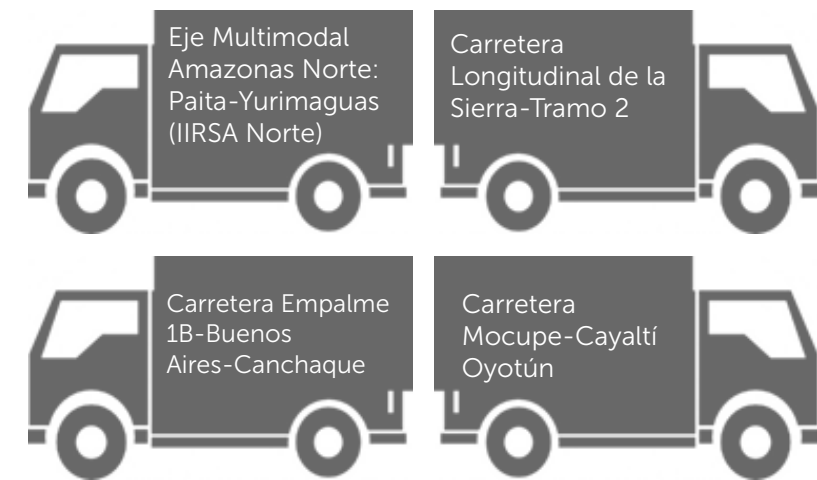 Eje Multimodal
Amazonas Norte:
Paita-Yurimaguas
(IIRSA Norte)
Carretera
Longitudinal de la
Sierra-Tramo 2
Carretera Empalme
1B-Buenos
Aires-Canchaque
Carretera
Mocupe-Cayaltí
Oyotún